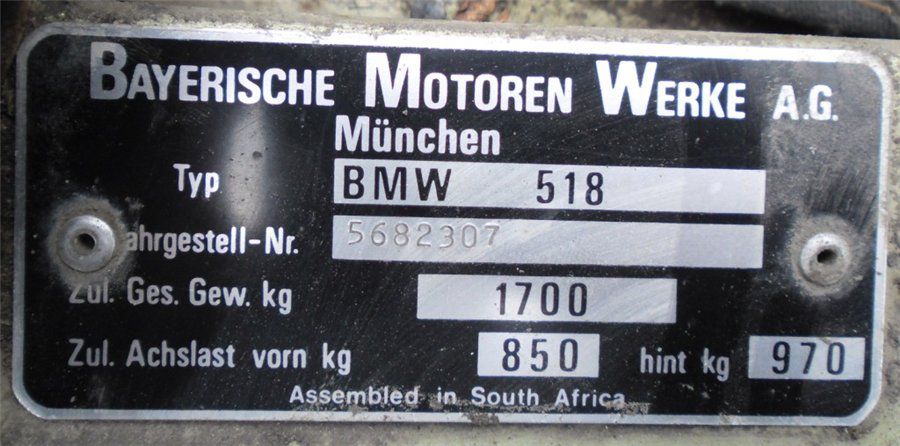 BAYERISCHE MOTOREN WERKE A.G.
München
Typ BMW 518
ahrgestell-Nr. 5682307
Zul. Ges. Gew. kg 1700
Zul. Achslast vorn kg 850 hint kg 970
Assembled in South Africa